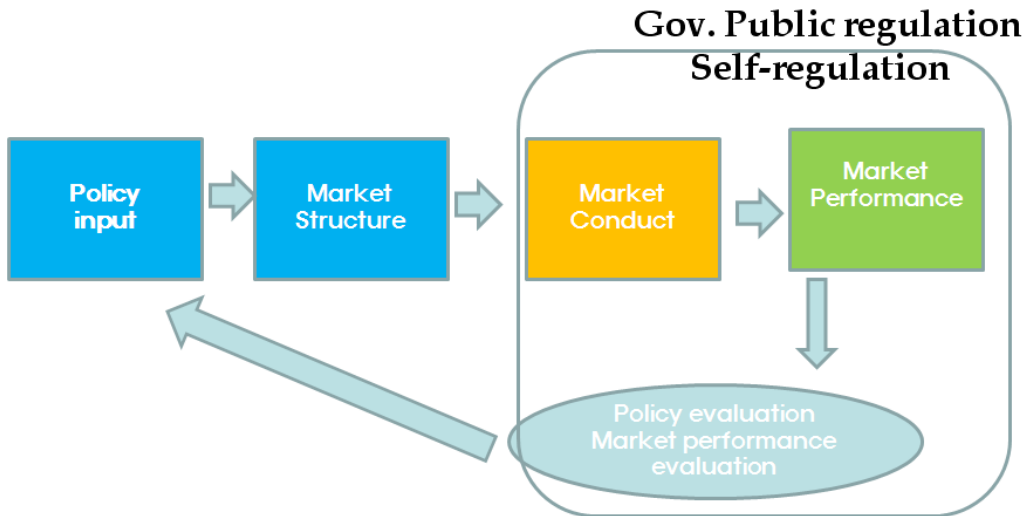 Gov. Public regulation
Self-regulation
Policy
input
Market
Structure
Market
Conduct
Market
Performance
Policy evaluation
Market performance
evaluation